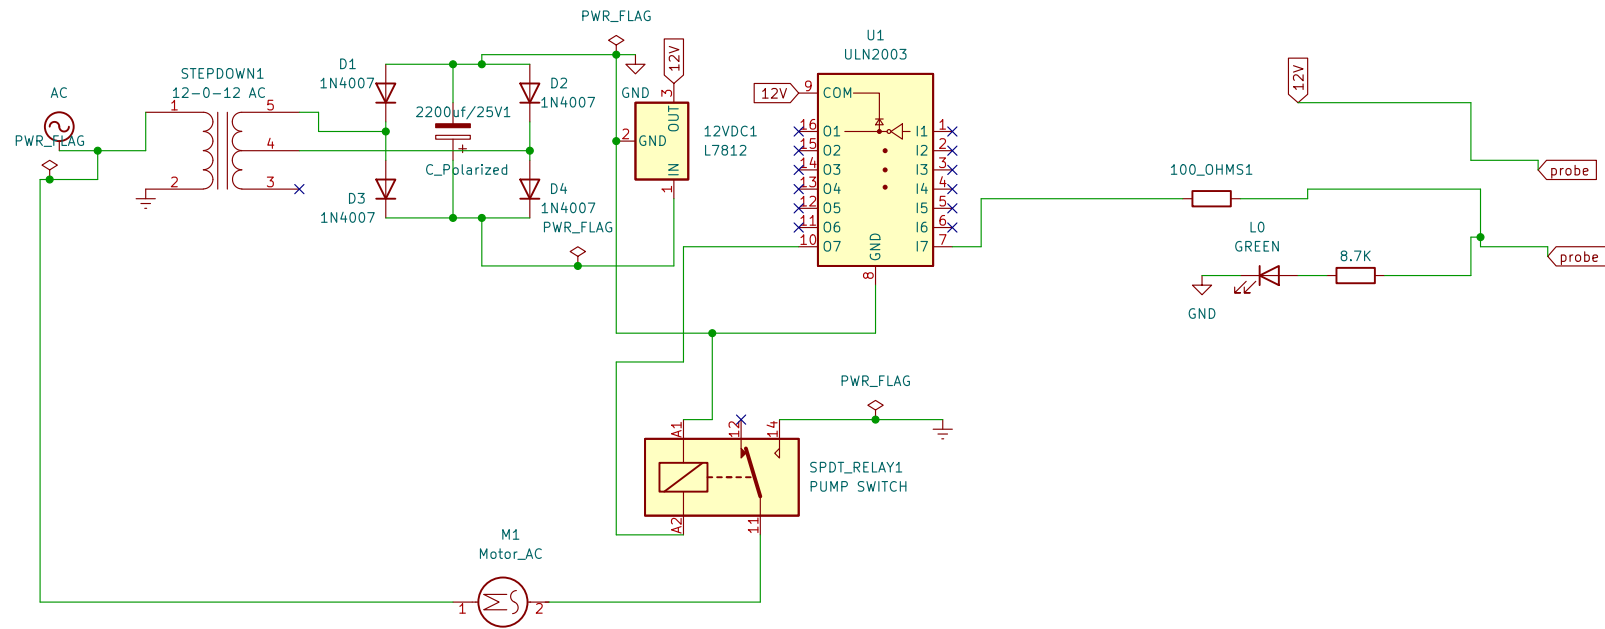 PWR_FLAG
U1
ULN2003
12V
3
GND
OUT
GND
IN
2
1
12VDC1
L7812
STEPDOWN1
12-0-12 AC
AC
PWR_FLAG
1
2
5
4
3
D1
1N4007
D2
1N4007
2200uf/25V1
+
C_Polarized
D3
1N4007
D4
1N4007
PWR_FLAG
12V
9
COM
16
O1
15
O2
14
O3
13
O4
12
O5
11
O6
10
O7
I1
1
I2
2
I3
3
I4
4
I5
5
I6
6
I7
7
GND
8
12V
probe
100_OHMS1
L0
GREEN
8.7K
probe
GND
PWR_FLAG
A1
12
14
SPDT_RELAY1
PUMP SWITCH
A2
11
M1
Motor_AC
1
2